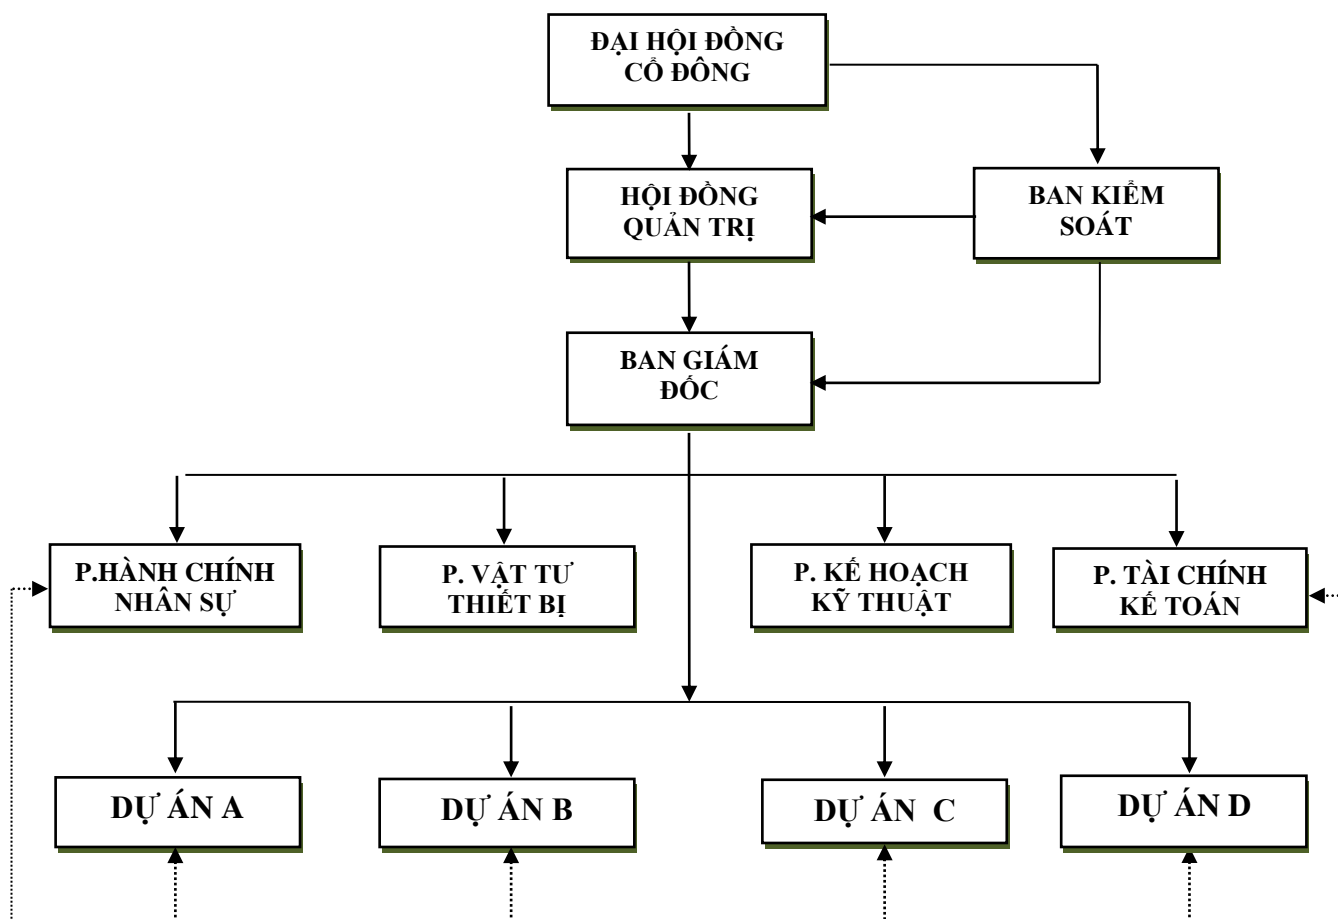 ĐẠI HỘI ĐỒNG
CỔ ĐÔNG
HỘI ĐỒNG
QUẢN TRỊ
BAN KIỂM
SOÁT
BAN GIÁM
ĐỐC
P.HÀNH CHÍNH
NHÂN SỰ
P. VẬT TƯ
THIẾT BỊ
P. KẾ HOẠCH
KỸ THUẬT
P. TÀI CHÍNH
KẾ TOÁN
DỰ ÁN A
DỰ ÁN B
DỰ ÁN C
DỰ ÁN D